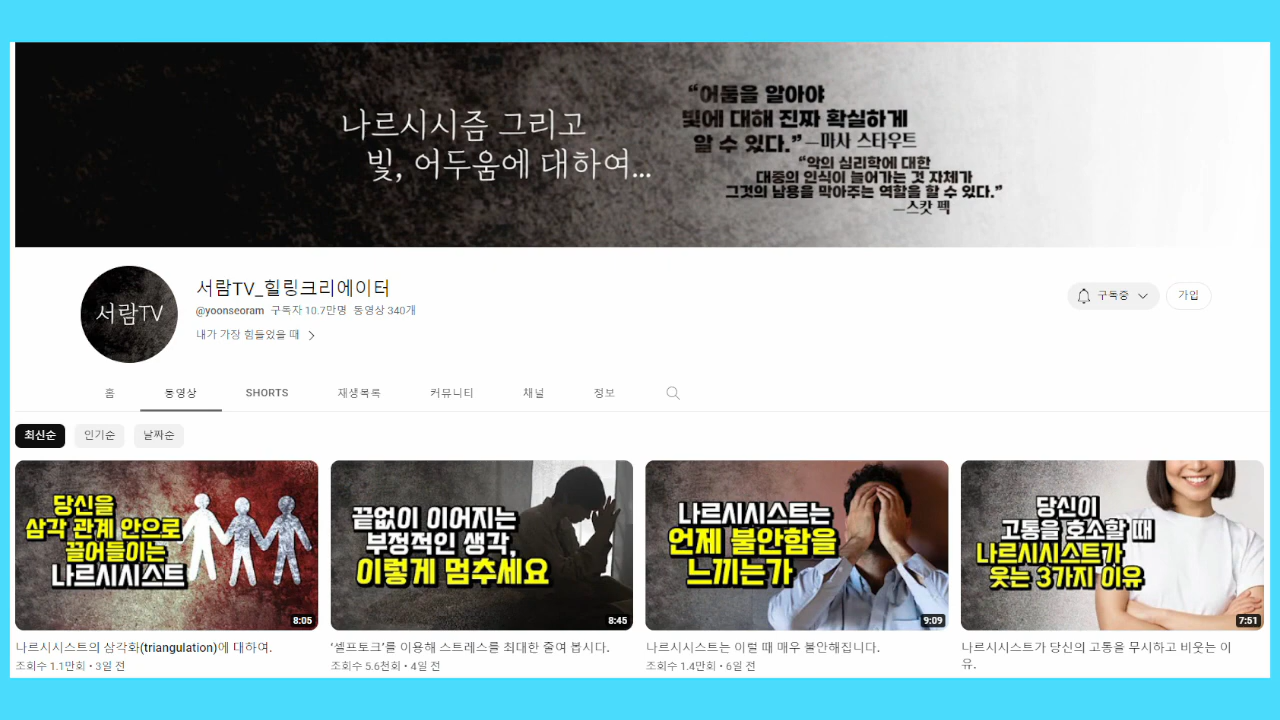 나르시시즘 그리고
빛, 어두움에 대하여...
“어둠을 알아야
빛에 대해 진짜 확실하게
알 수 있다.”—마사 스타우트
“악의 심리학에 대한
대중의 인식이 늘어가는 것 자체가
그것의 남용을 막아주는 역할을 할 수 있다.”
—스캇 펙
서람TV
서람TV_힐링크리에이터
@yoonseoram 구독자 10.7만명 동영상 340개
내가 가장 힘들었을 때
구독중
가입
홈 동영상 SHORTS 재생목록 커뮤니티 채널 정보
최신순 인기순 날짜순
당신을
삼각 관계 안으로
끌어들이는
나르시시스트
8:05
끝없이 이어지는
부정적인 생각,
이렇게 멈추세요
8:45
나르시시스트는
언제 불안함을
느끼는가
9:09
당신이
고통을 호소할 때
나르시시스트가
웃는 3가지 이유
7:51
나르시시스트의 삼각화(triangulation)에 대하여.
조회수 1.1만회 • 3일 전
‘셀프토크’를 이용해 스트레스를 최대한 줄여 봅시다.
조회수 5.6천회 • 4일 전
나르시시스트는 이럴 때 매우 불안해집니다.
조회수 1.4만회 • 6일 전
나르시시스트가 당신의 고통을 무시하고 비웃는 이
유.